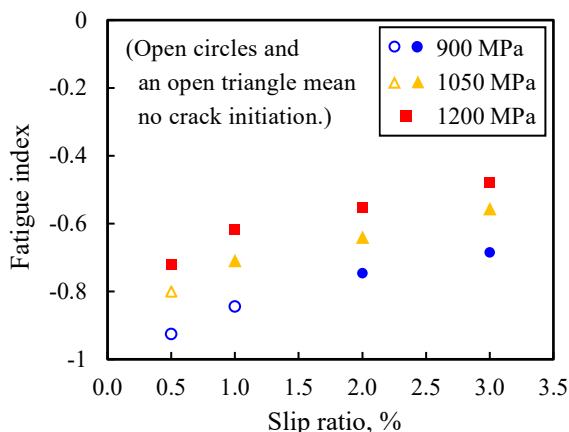 0
-0.2
-0.4
-0.6
-0.8
-1
Fatigue index
(Open circles and
an open triangle mean
no crack initiation.)
900 MPa
1050 MPa
1200 MPa
0.0 0.5 1.0 1.5 2.0 2.5 3.0 3.5
Slip ratio, %